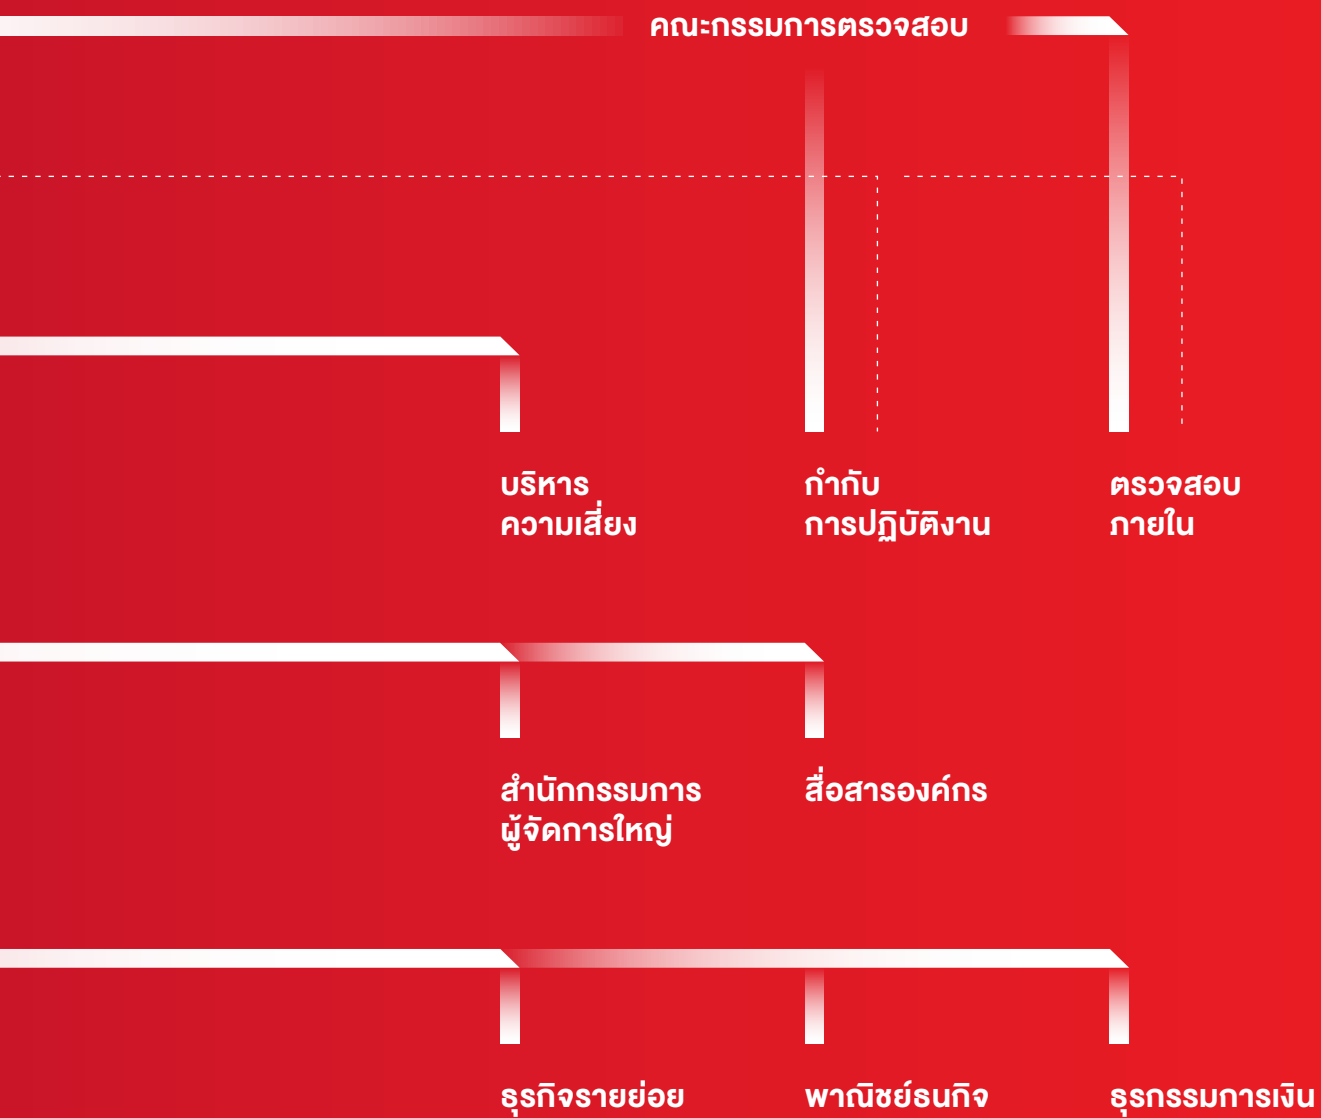 คณะกรรมการตรวจสอบ
บริหาร
ความเสี่ยง
กำกับ
การปฏิบัติงาน
ตรวจสอบ
ภายใน
สำนักกรรมการ
ผู้จัดการใหญ่
สื่อสารองค์กร
ธุรกิจรายย่อย
พาณิชย์ธนกิจ
ธุรกรรมการเงิน